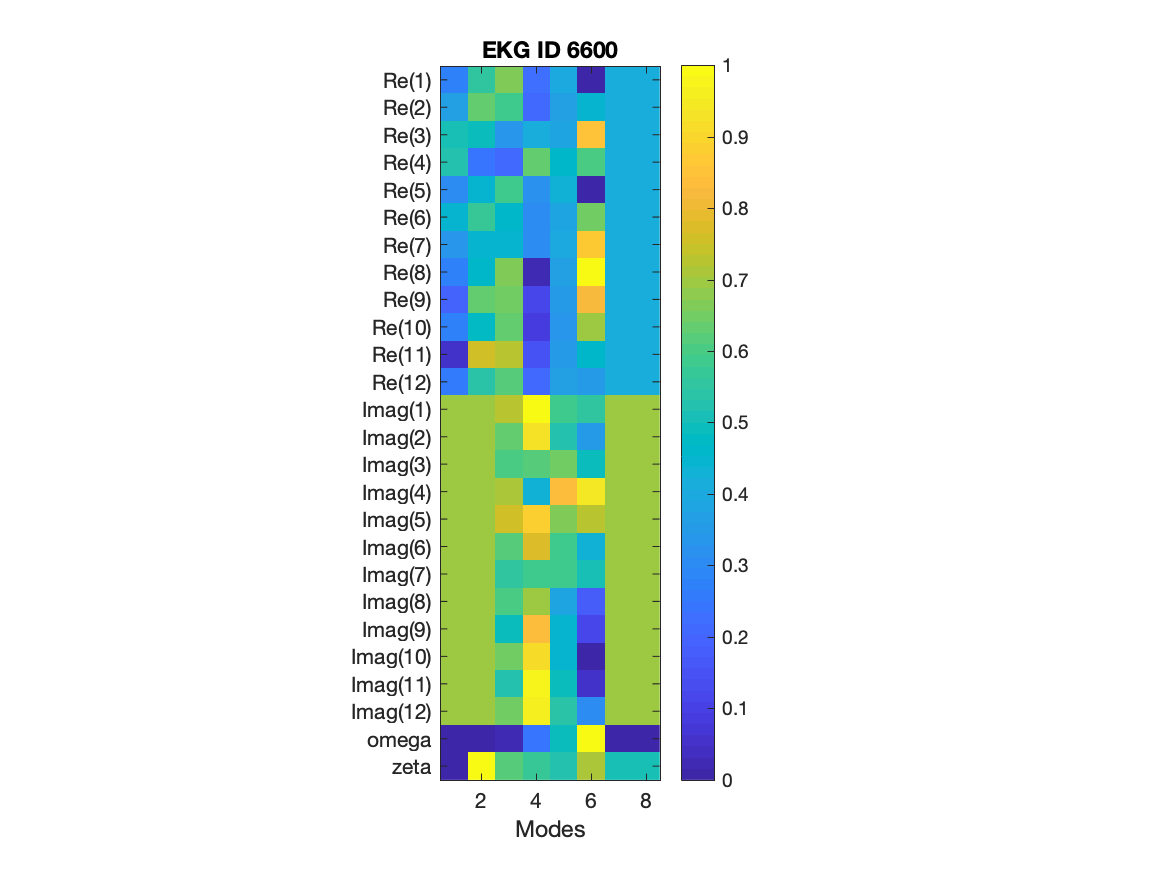 EKG ID 6600
Re(1)
Re(2)
Re(3)
Re(4)
Re(5)
Re(6)
Re(7)
Re(8)
Re(9)
Re(10)
Re(11)
Re(12)
Imag(1)
Imag(2)
Imag(3)
Imag(4)
Imag(5)
Imag(6)
Imag(7)
Imag(8)
Imag(9)
Imag(10)
Imag(11)
Imag(12)
omega
zeta
2 4 6 8
Modes
1
0.9
0.8
0.7
0.6
0.5
0.4
0.3
0.2
0.1
0